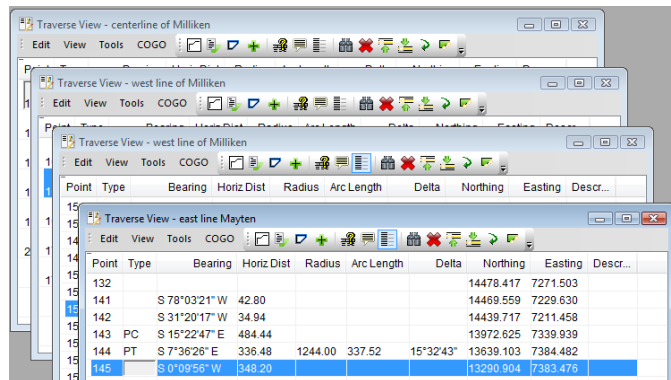 Traverse View - centerline of Milliken
Edit View Tools COGO
Traverse View - west line of Milliken
Edit View Tools COGO
Traverse View - west line of Milliken
Edit View Tools COGO
Point Type Bearing Horiz Dist Radius Arc Length Delta Northing Easting Descr...
Traverse View - east line Mayten
Edit View Tools COGO
Point Type Bearing Horiz Dist Radius Arc Length Delta Northing Easting Descr...
132 14478.417 7271.503
141 S 78°03'21" W 42.80 14469.559 7229.630
142 S 31°20'17" W 34.94 14439.717 7211.458
143 PC S 15°22'47" E 484.44 13972.625 7339.939
144 PT S 7°36'26" E 336.48 1244.00 337.52 15°32'43" 13639.103 7384.482
145 S 0°09'56" W 348.20 13290.904 7383.476